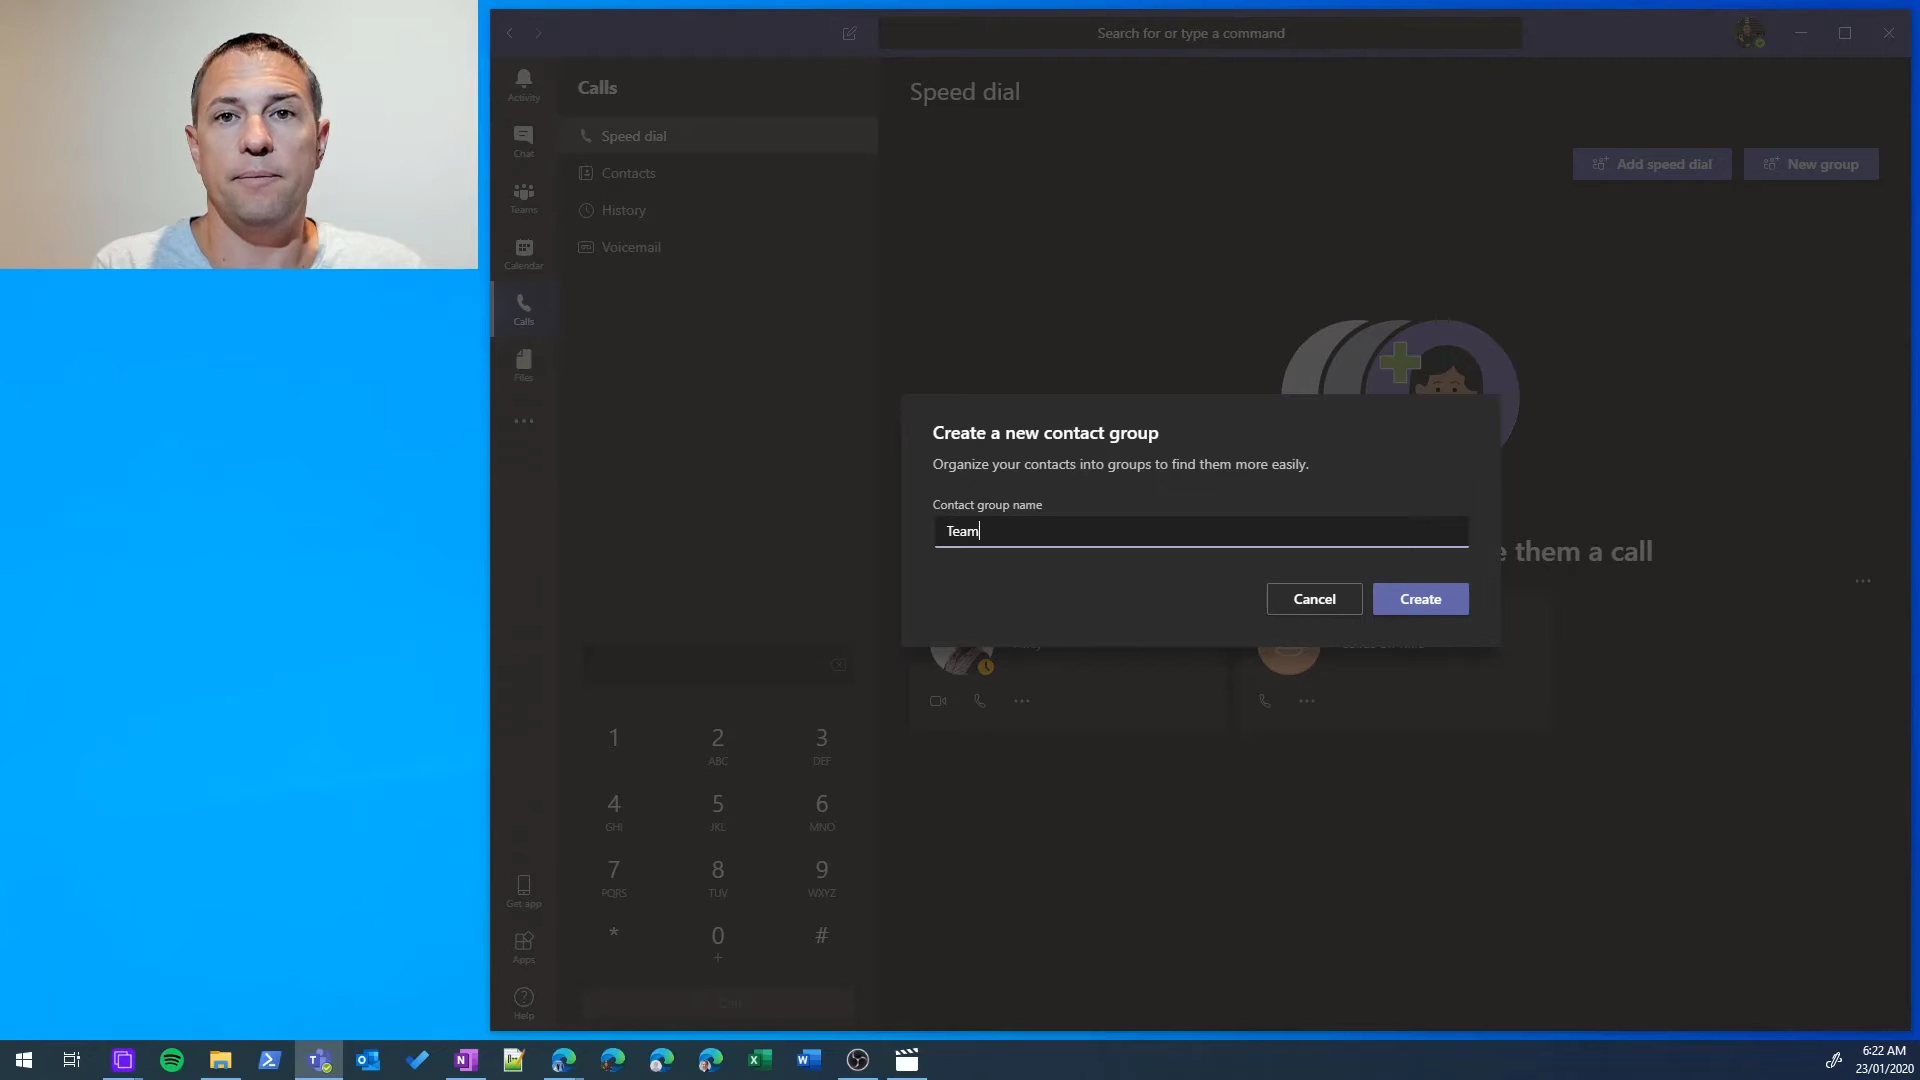 Search for or type a command
Activity
Chat
Teams
Calendar
Calls
Files
Get app
Apps
Help
Calls
Speed dial
Contacts
History
Voicemail
1
2
ABC
3
DEF
4
GHI
5
JKL
6
MNO
7
PQRS
8
TUV
9
WXYZ
*
0
+
#
Call
Speed dial
Add speed dial
New group
them a call
Create a new contact group
Organize your contacts into groups to find them more easily.
Contact group name
Team
Cancel
Create
6:22 AM
23/01/2020